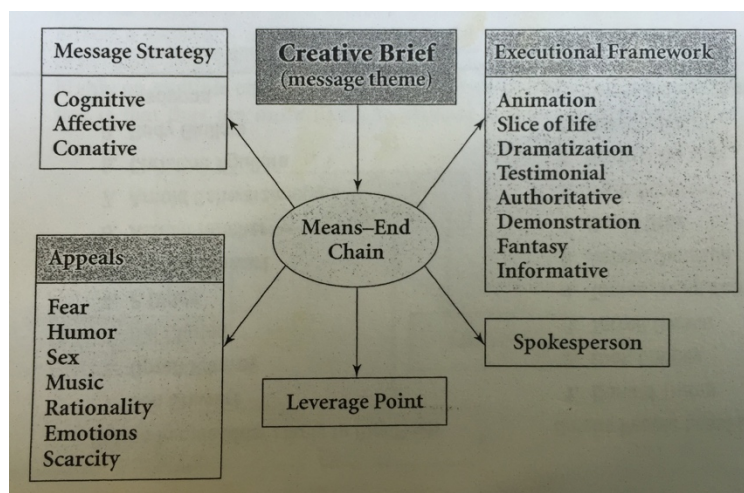 Message Strategy
Cognitive
Affective
Conative
Creative Brief
(message theme)
Executional Framework
Animation
Slice of life
Dramatization
Testimonial
Authoritative
Demonstration
Fantasy
Informative
Means–End
Chain
Appeals
Fear
Humor
Sex
Music
Rationality
Emotions
Scarcity
Leverage Point
Spokesperson